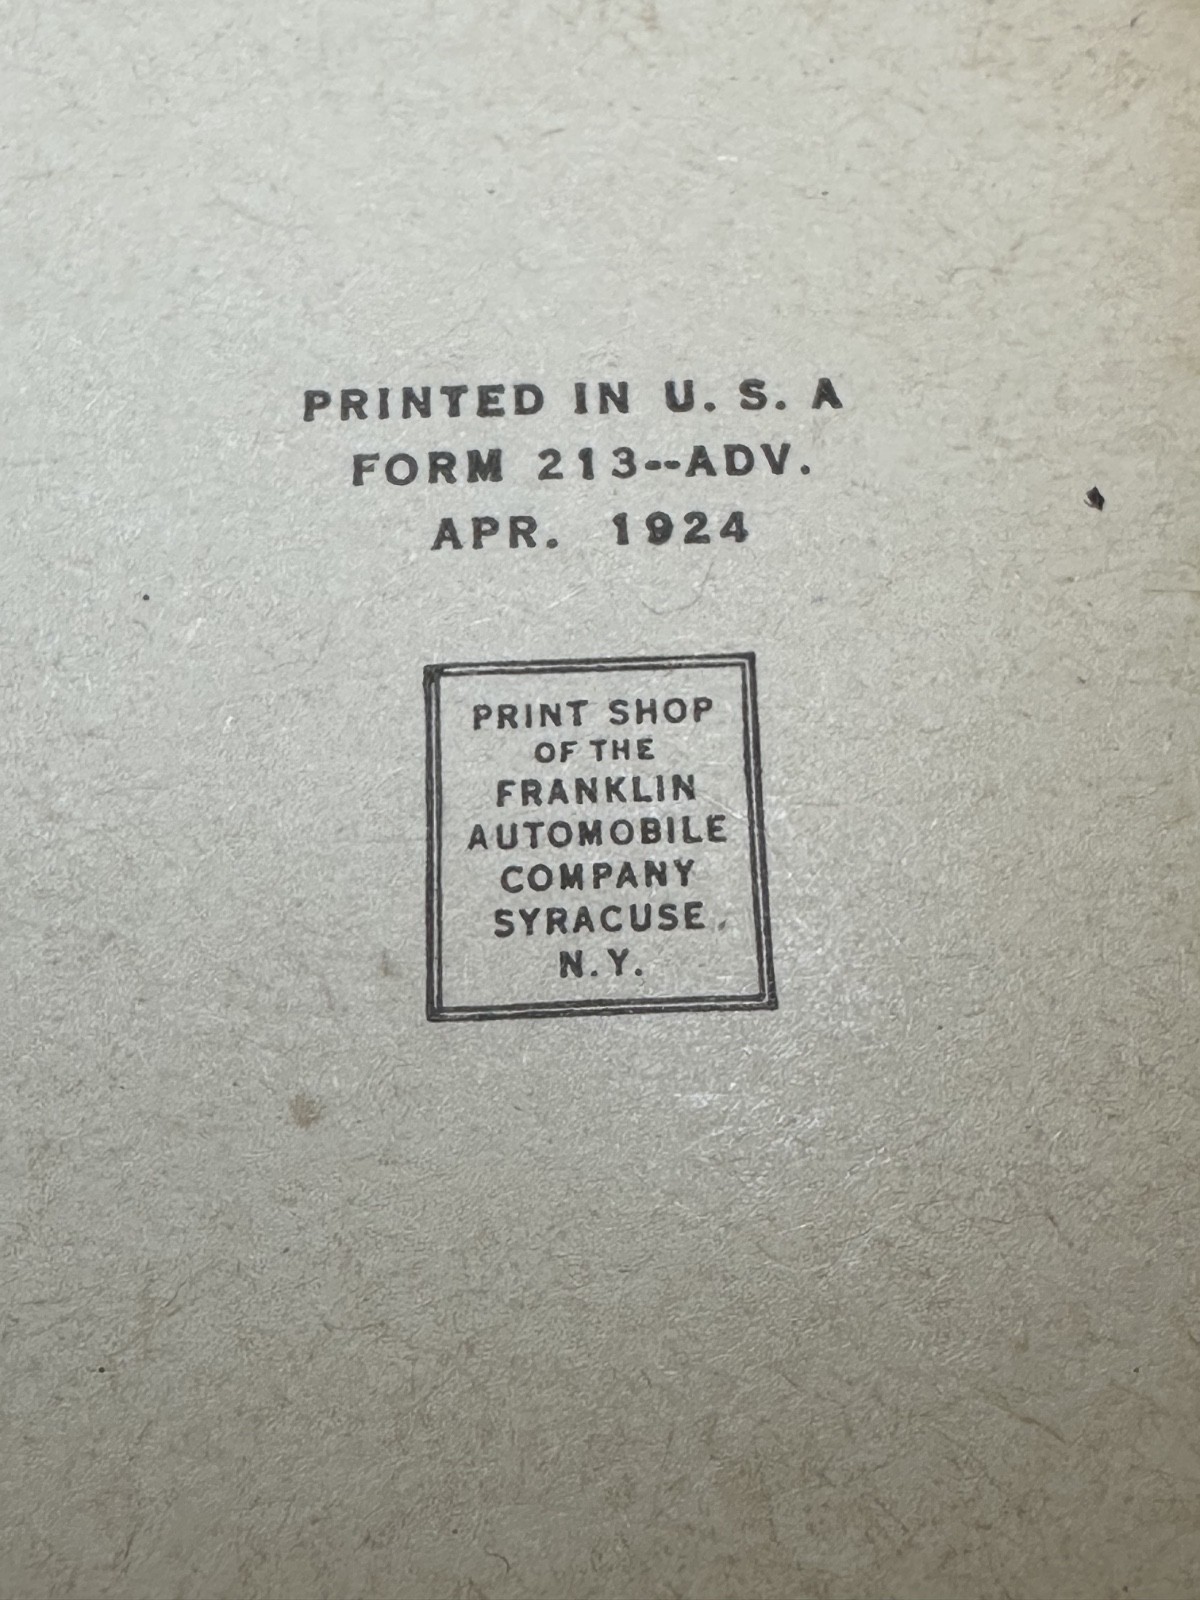 PRINTED IN U. S. A
FORM 213--ADV.
APR. 1924
PRINT SHOP
OF THE
FRANKLIN
AUTOMOBILE
COMPANY
SYRACUSE,
N.Y.